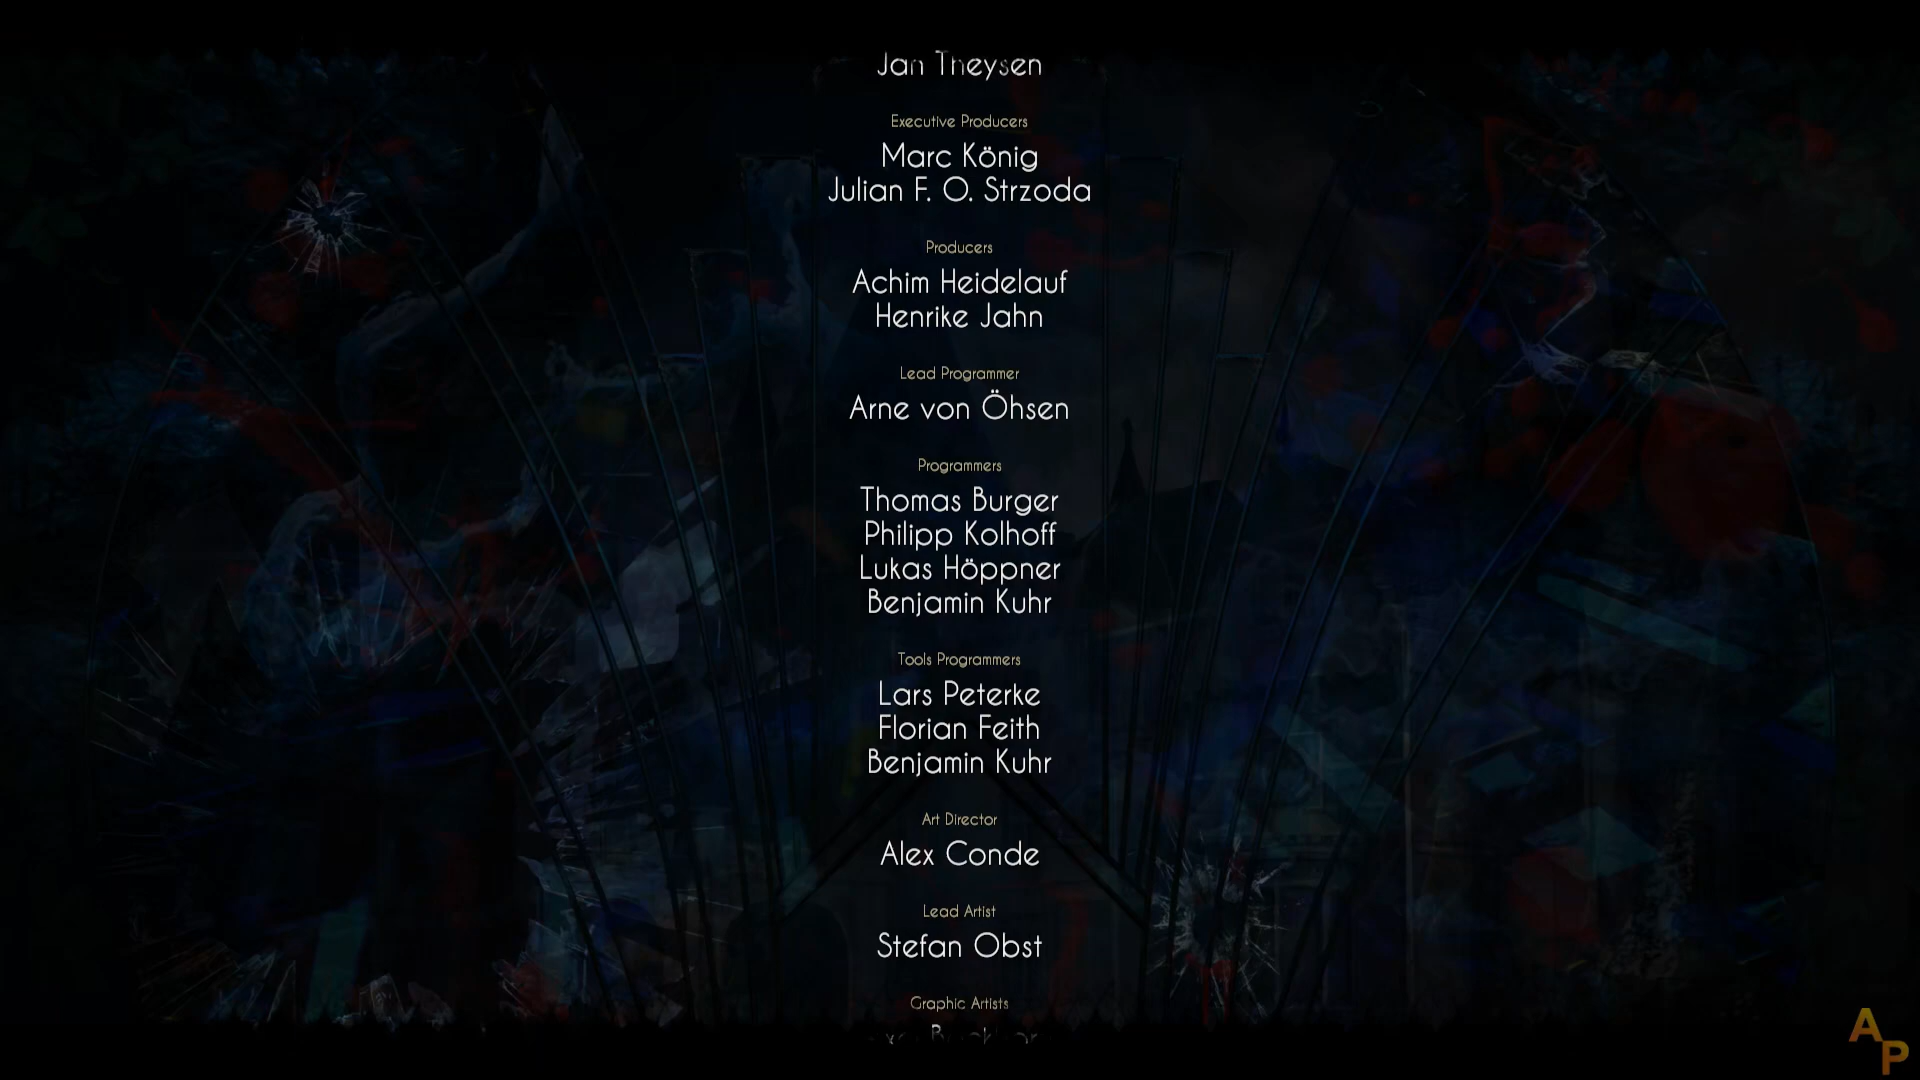 Jan Theysen
Executive Producers
Marc König
Julian F. O. Strzoda
Producers
Achim Heidelauf
Henrike Jahn
Lead Programmer
Arne von Öhsen
Programmers
Thomas Burger
Philipp Kolhoff
Lukas Höppner
Benjamin Kuhr
Tools Programmers
Lars Peterke
Florian Feith
Benjamin Kuhr
Art Director
Alex Conde
Lead Artist
Stefan Obst
Graphic Artists
AP